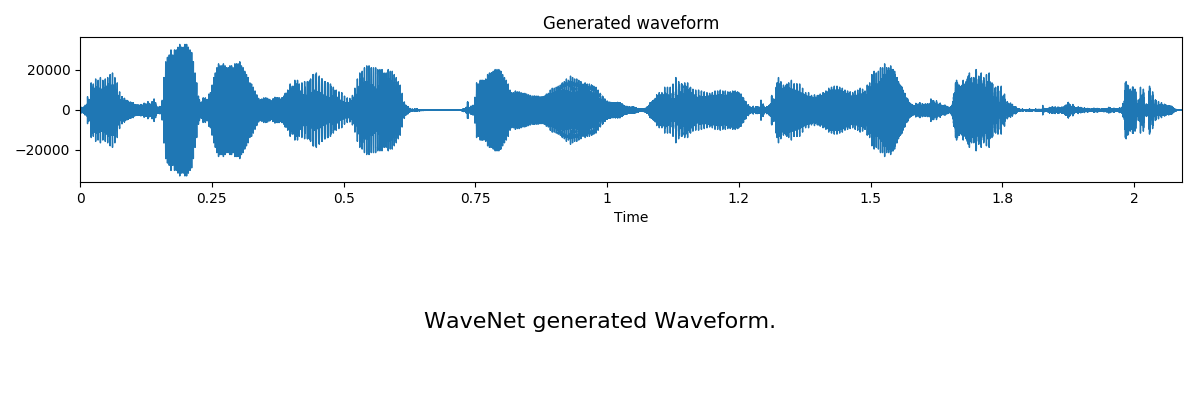 Generated waveform
20000
0
−20000
0 0.25 0.5 0.75 1 1.2 1.5 1.8 2
Time
WaveNet generated Waveform.